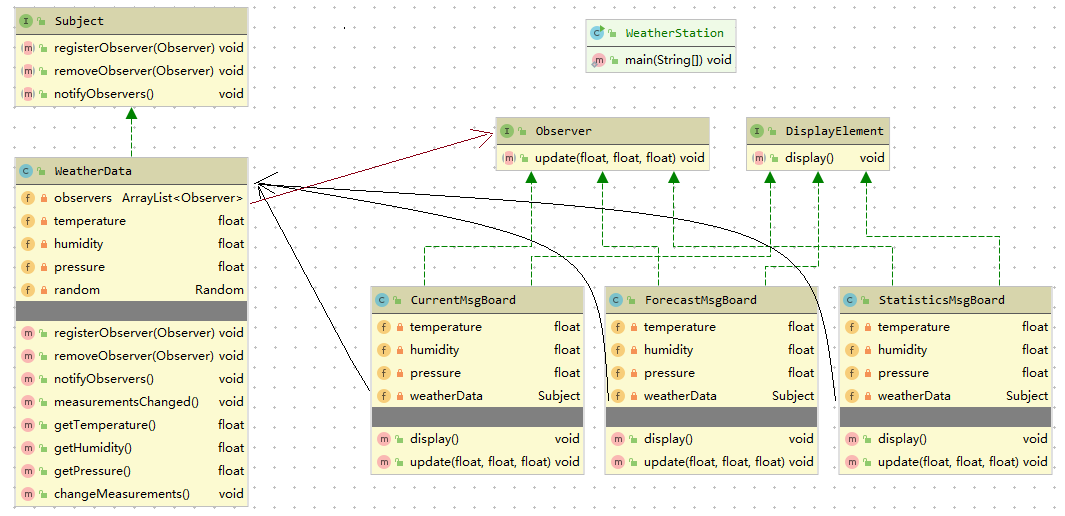 Subject
registerObserver(Observer) void
removeObserver(Observer) void
notifyObservers() void
WeatherStation
main(String[]) void
Observer
update(float, float, float) void
DisplayElement
display() void
WeatherData
observers ArrayList<Observer>
temperature float
humidity float
pressure float
random Random
registerObserver(Observer) void
removeObserver(Observer) void
notifyObservers() void
measurementsChanged() void
getTemperature() float
getHumidity() float
getPressure() float
changeMeasurements() void
CurrentMsgBoard
temperature float
humidity float
pressure float
weatherData Subject
display() void
update(float, float, float) void
ForecastMsgBoard
temperature float
humidity float
pressure float
weatherData Subject
display() void
update(float, float, float) void
StatisticsMsgBoard
temperature float
humidity float
pressure float
weatherData Subject
display() void
update(float, float, float) void